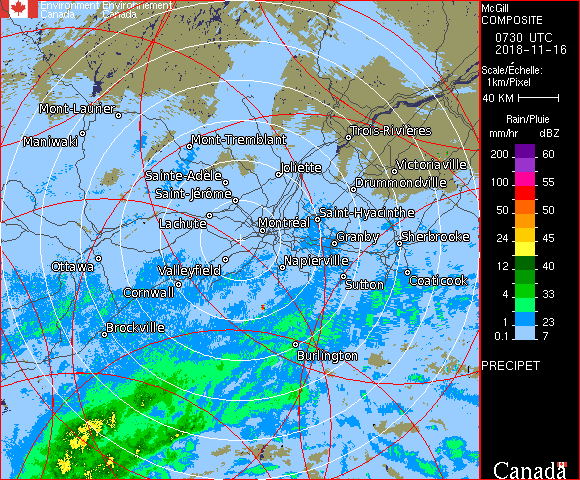 Environment Environnement
Canada Canada
McGill
COMPOSITE
0730 UTC
2018-11-16
Scale/Échelle:
1km/Pixel
40 KM
Rain/Pluie
mm/hr dBZ
200 60
100 55
50 50
24 45
12 40
8 33
4 28
1 23
0.1 7
PRECIPET
Canada
Mont-Laurier
Maniwaki
Mont-Tremblant
Trois-Rivières
Joliette
Victoriaville
Sainte-Adèle
Drummondville
Saint-Jérôme
Lachute
Montréal
Saint-Hyacinthe
Granby
Sherbrooke
Ottawa
Valleyfield
Napierville
Sutton
Coaticook
Cornwall
Brockville
Burlington